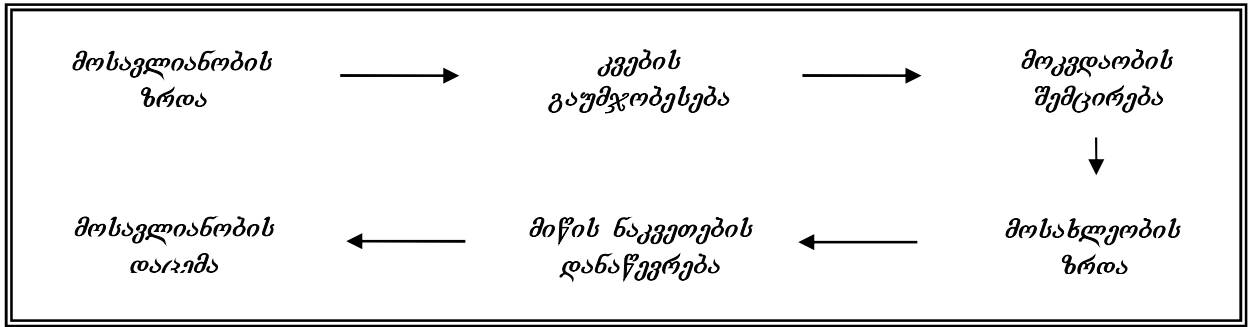 მოსავლიანობის
ზრდა
კვების
გაუმჯობესება
მოკვდაობის
შემცირება
მოსახლეობის
ზრდა
მიწის ნაკვეთების
დანაწევრება
მოსავლიანობის
დაცემა